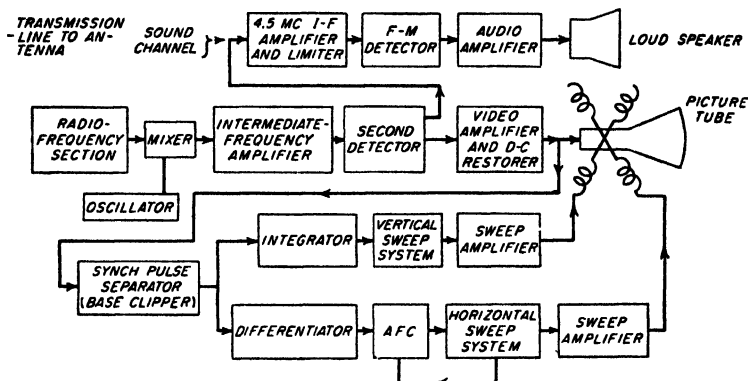 TRANSMISSION
-LINE TO AN-
TENNA
SOUND
CHANNEL
4.5 MC I-F
AMPLIFIER
AND LIMITER
F-M
DETECTOR
AUDIO
AMPLIFIER
LOUD SPEAKER
RADIO-
FREQUENCY
SECTION
MIXER
INTERMEDIATE-
FREQUENCY
AMPLIFIER
SECOND
DETECTOR
VIDEO
AMPLIFIER
AND D-C
RESTORER
PICTURE
TUBE
OSCILLATOR
INTEGRATOR
VERTICAL
SWEEP
SYSTEM
SWEEP
AMPLIFIER
SYNCH PULSE
SEPARATOR
(BASE CLIPPER)
DIFFERENTIATOR
AFC
HORIZONTAL
SWEEP
SYSTEM
SWEEP
AMPLIFIER